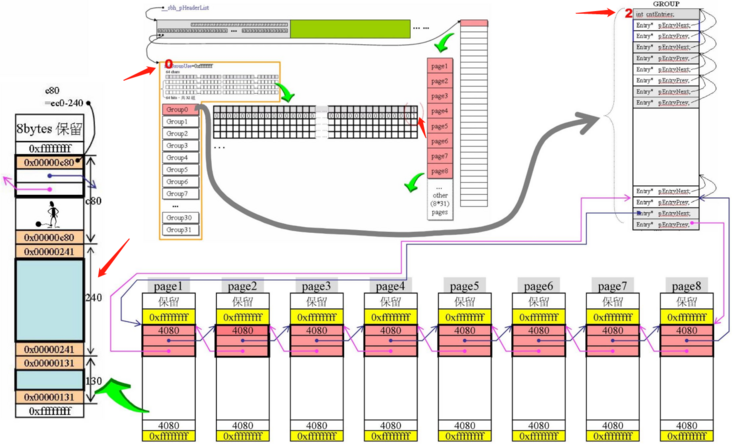 __sbh_pHeaderList
... ...
0
Group0
Group1
Group2
Group3
Group4
Group5
Group6
Group7
...
Group30
Group31
...
... ...
page1
page2
page3
page4
page5
page6
page7
page8
...
other
(8*31)
pages
GROUP
2
int cntEntries;
Entry* pEntryNext;
Entry* pEntryPrev;
Entry* pEntryNext;
Entry* pEntryPrev;
Entry* pEntryNext;
Entry* pEntryPrev;
Entry* pEntryNext;
Entry* pEntryPrev;
Entry* pEntryNext;
Entry* pEntryPrev;
Entry* pEntryNext;
Entry* pEntryPrev;
c80
=ec0-240
8bytes 保留
0xffffffff
0x00000c80
c80
0x00000c80
0x00000241
240
0x00000241
0x00000131
130
0x00000131
0xffffffff
page1 page2 page3 page4 page5 page6 page7 page8
保留 保留 保留 保留 保留 保留 保留 保留
0xffffffff 0xffffffff 0xffffffff 0xffffffff 0xffffffff 0xffffffff 0xffffffff 0xffffffff
4080 4080 4080 4080 4080 4080 4080 4080
4080 4080 4080 4080 4080 4080 4080 4080
0xffffffff 0xffffffff 0xffffffff 0xffffffff 0xffffffff 0xffffffff 0xffffffff 0xffffffff